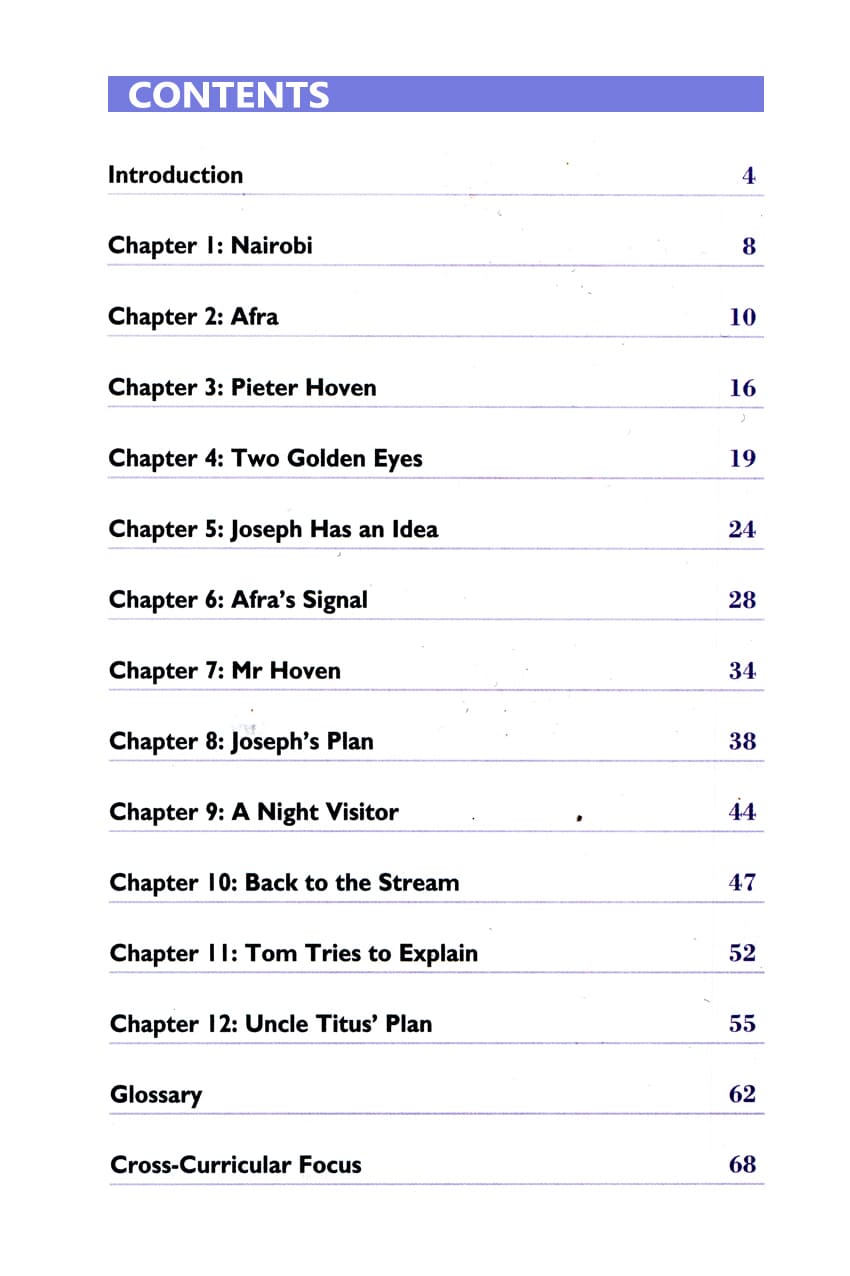 CONTENTS
Introduction 4
Chapter 1: Nairobi 8
Chapter 2: Afra 10
Chapter 3: Pieter Hoven 16
Chapter 4: Two Golden Eyes 19
Chapter 5: Joseph Has an Idea 24
Chapter 6: Afra’s Signal 28
Chapter 7: Mr Hoven 34
Chapter 8: Joseph’s Plan 38
Chapter 9: A Night Visitor 44
Chapter 10: Back to the Stream 47
Chapter 11: Tom Tries to Explain 52
Chapter 12: Uncle Titus’ Plan 55
Glossary 62
Cross-Curricular Focus 68